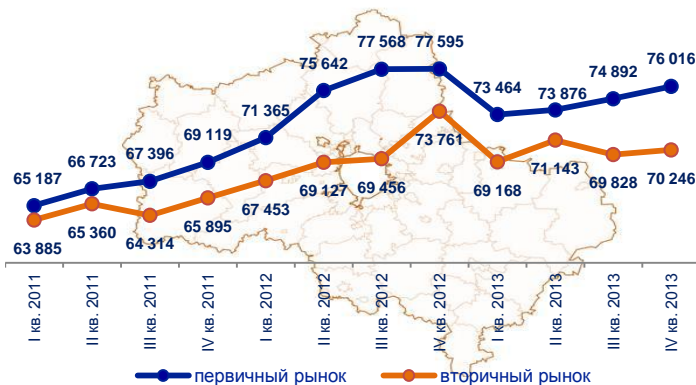 77 568
77 595
75 642
76 016
74 892
73 464
73 876
71 365
69 119
67 396
66 723
65 187
73 761
71 143
69 127
69 456
69 168
69 828
70 246
67 453
65 895
65 360
64 314
63 885
I кв. 2011
II кв. 2011
III кв. 2011
IV кв. 2011
I кв. 2012
II кв. 2012
III кв. 2012
IV кв. 2012
I кв. 2013
II кв. 2013
III кв. 2013
IV кв. 2013
первичный рынок
вторичный рынок